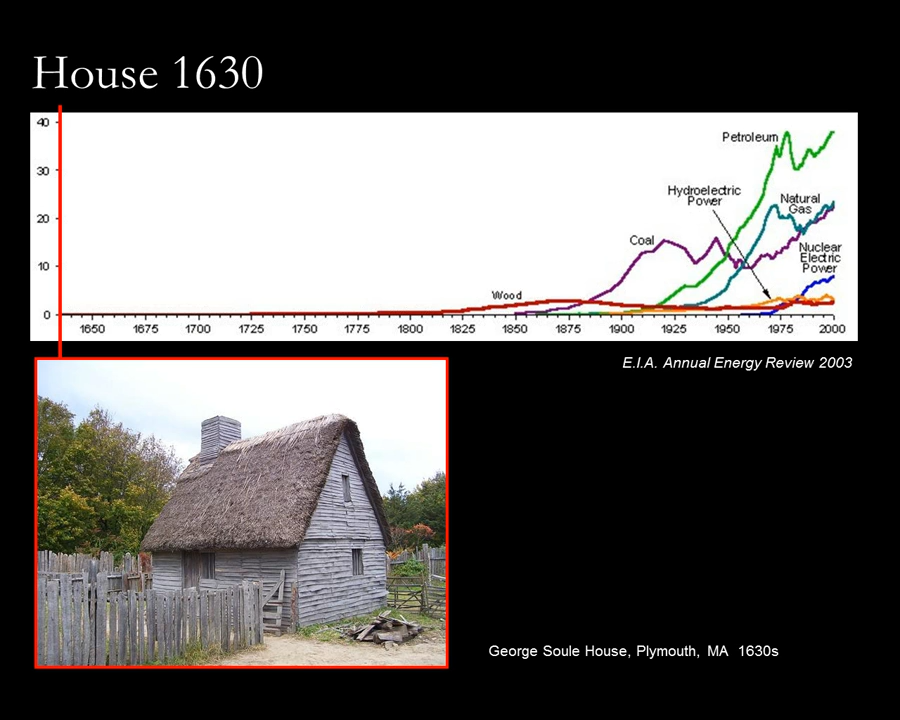 House 1630
40
30
20
10
0
Petroleum
Hydroelectric
Power
Natural
Gas
Coal
Nuclear
Electric
Power
Wood
1650 1675 1700 1725 1750 1775 1800 1825 1850 1875 1900 1925 1950 1975 2000
E.I.A. Annual Energy Review 2003
George Soule House, Plymouth, MA 1630s